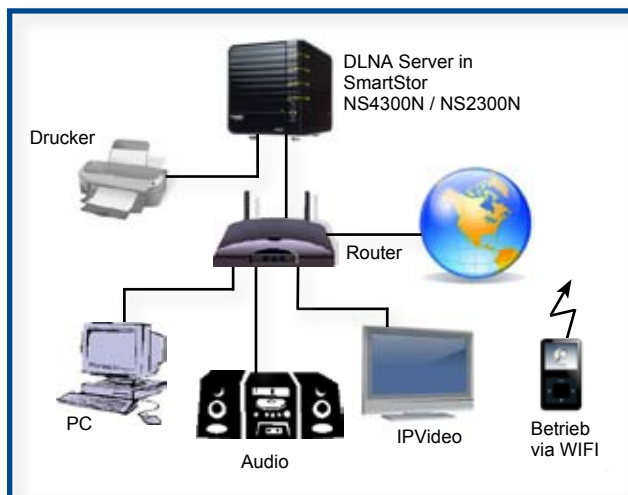 DLNA Server in
SmartStor
NS4300N / NS2300N
Drucker
Router
PC
Audio
IPVideo
Betrieb
via WIFI